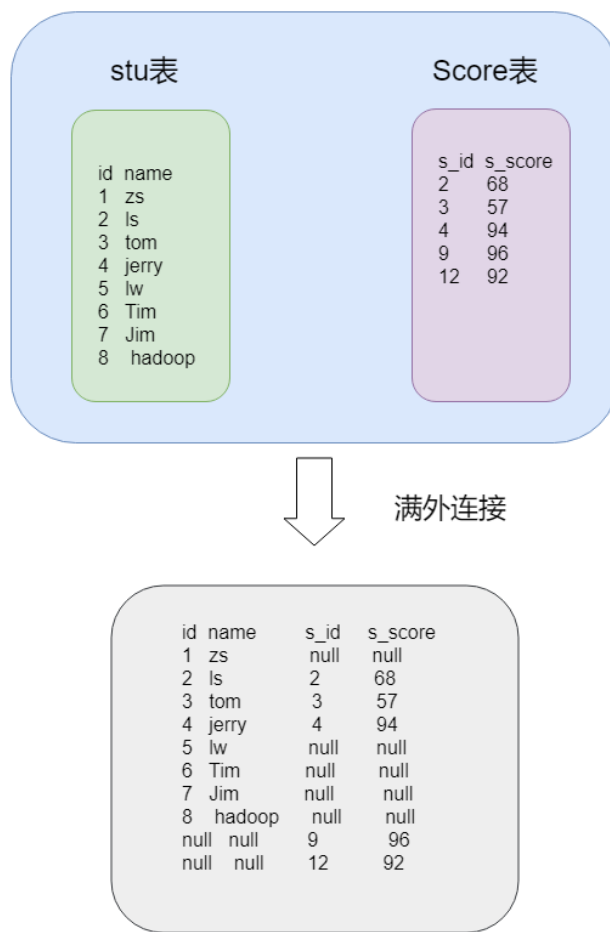 stu表
Score表
id name
1 zs
2 ls
3 tom
4 jerry
5 lw
6 Tim
7 Jim
8 hadoop
s_id s_score
2 68
3 57
4 94
9 96
12 92
满外连接
id name s_id s_score
1 zs null null
2 ls 2 68
3 tom 3 57
4 jerry 4 94
5 lw null null
6 Tim null null
7 Jim null null
8 hadoop null null
null null 9 96
null null 12 92